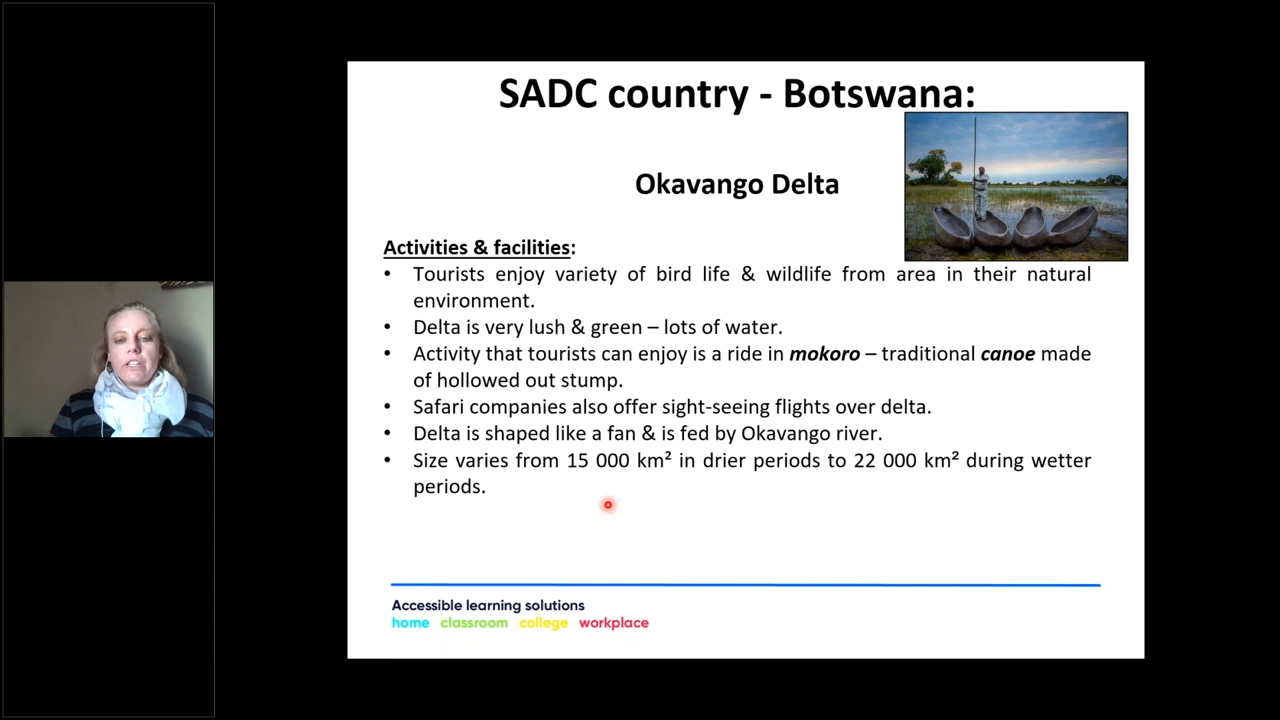 SADC country - Botswana:
Okavango Delta
Activities & facilities:
• Tourists enjoy variety of bird life & wildlife from area in their natural
environment.
• Delta is very lush & green – lots of water.
• Activity that tourists can enjoy is a ride in mokoro – traditional canoe made
of hollowed out stump.
• Safari companies also offer sight-seeing flights over delta.
• Delta is shaped like a fan & is fed by Okavango river.
• Size varies from 15 000 km² in drier periods to 22 000 km² during wetter
periods.
Accessible learning solutions
home classroom college workplace